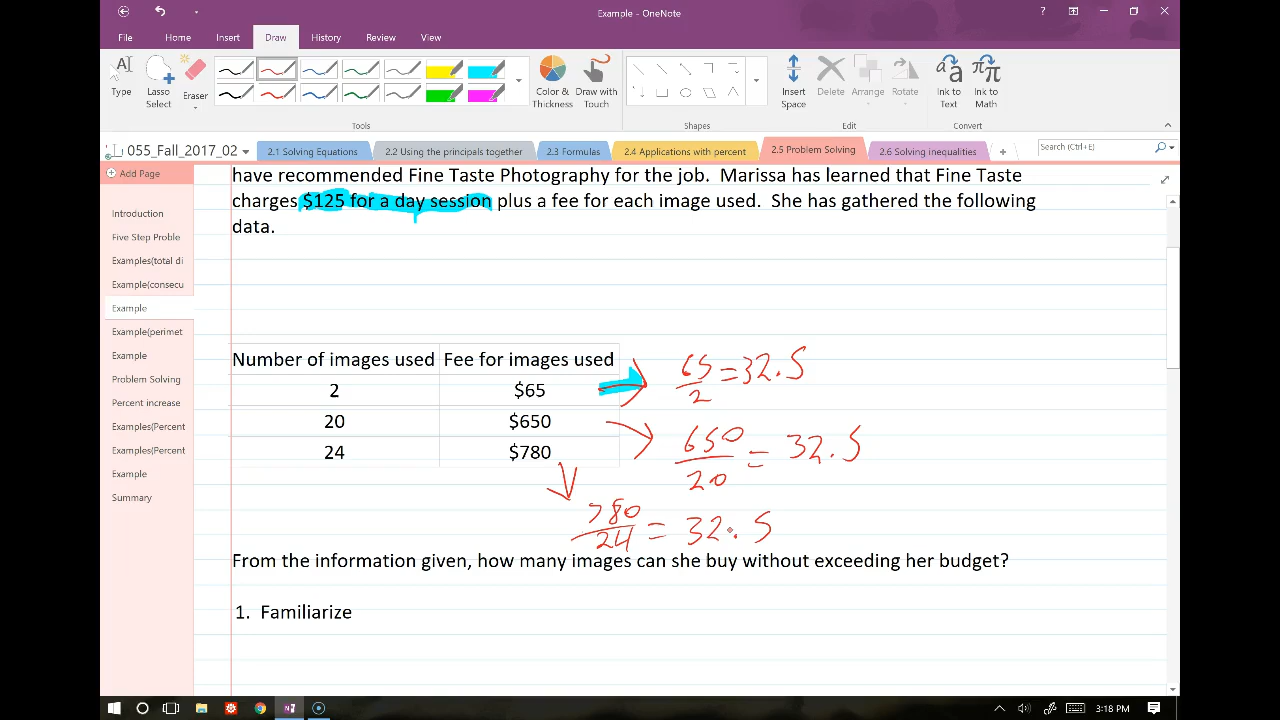 Example - OneNote
?
File Home Insert Draw History Review View
Type
Lasso Select
Eraser
Color & Thickness
Draw with Touch
Insert Space
Delete
Arrange
Rotate
Ink to Text
Ink to Math
Tools Shapes Edit Convert
055_Fall_2017_02 2.1 Solving Equations 2.2 Using the principals together 2.3 Formulas 2.4 Applications with percent 2.5 Problem Solving 2.6 Solving inequalities + Search (Ctrl+E)
Add Page
Introduction
Five Step Proble
Examples(total di
Example(consecu
Example
Example(perimet
Example
Problem Solving
Percent increase
Examples(Percent
Examples(Percent
Example
Summary
have recommended Fine Taste Photography for the job. Marissa has learned that Fine Taste
charges $125 for a day session plus a fee for each image used. She has gathered the following
data.
Number of images used Fee for images used
2 $65
20 $650
24 $780
65/2 = 32.5
650/20 = 32.5
780/24 = 32.5
From the information given, how many images can she buy without exceeding her budget?
1. Familiarize
3:18 PM